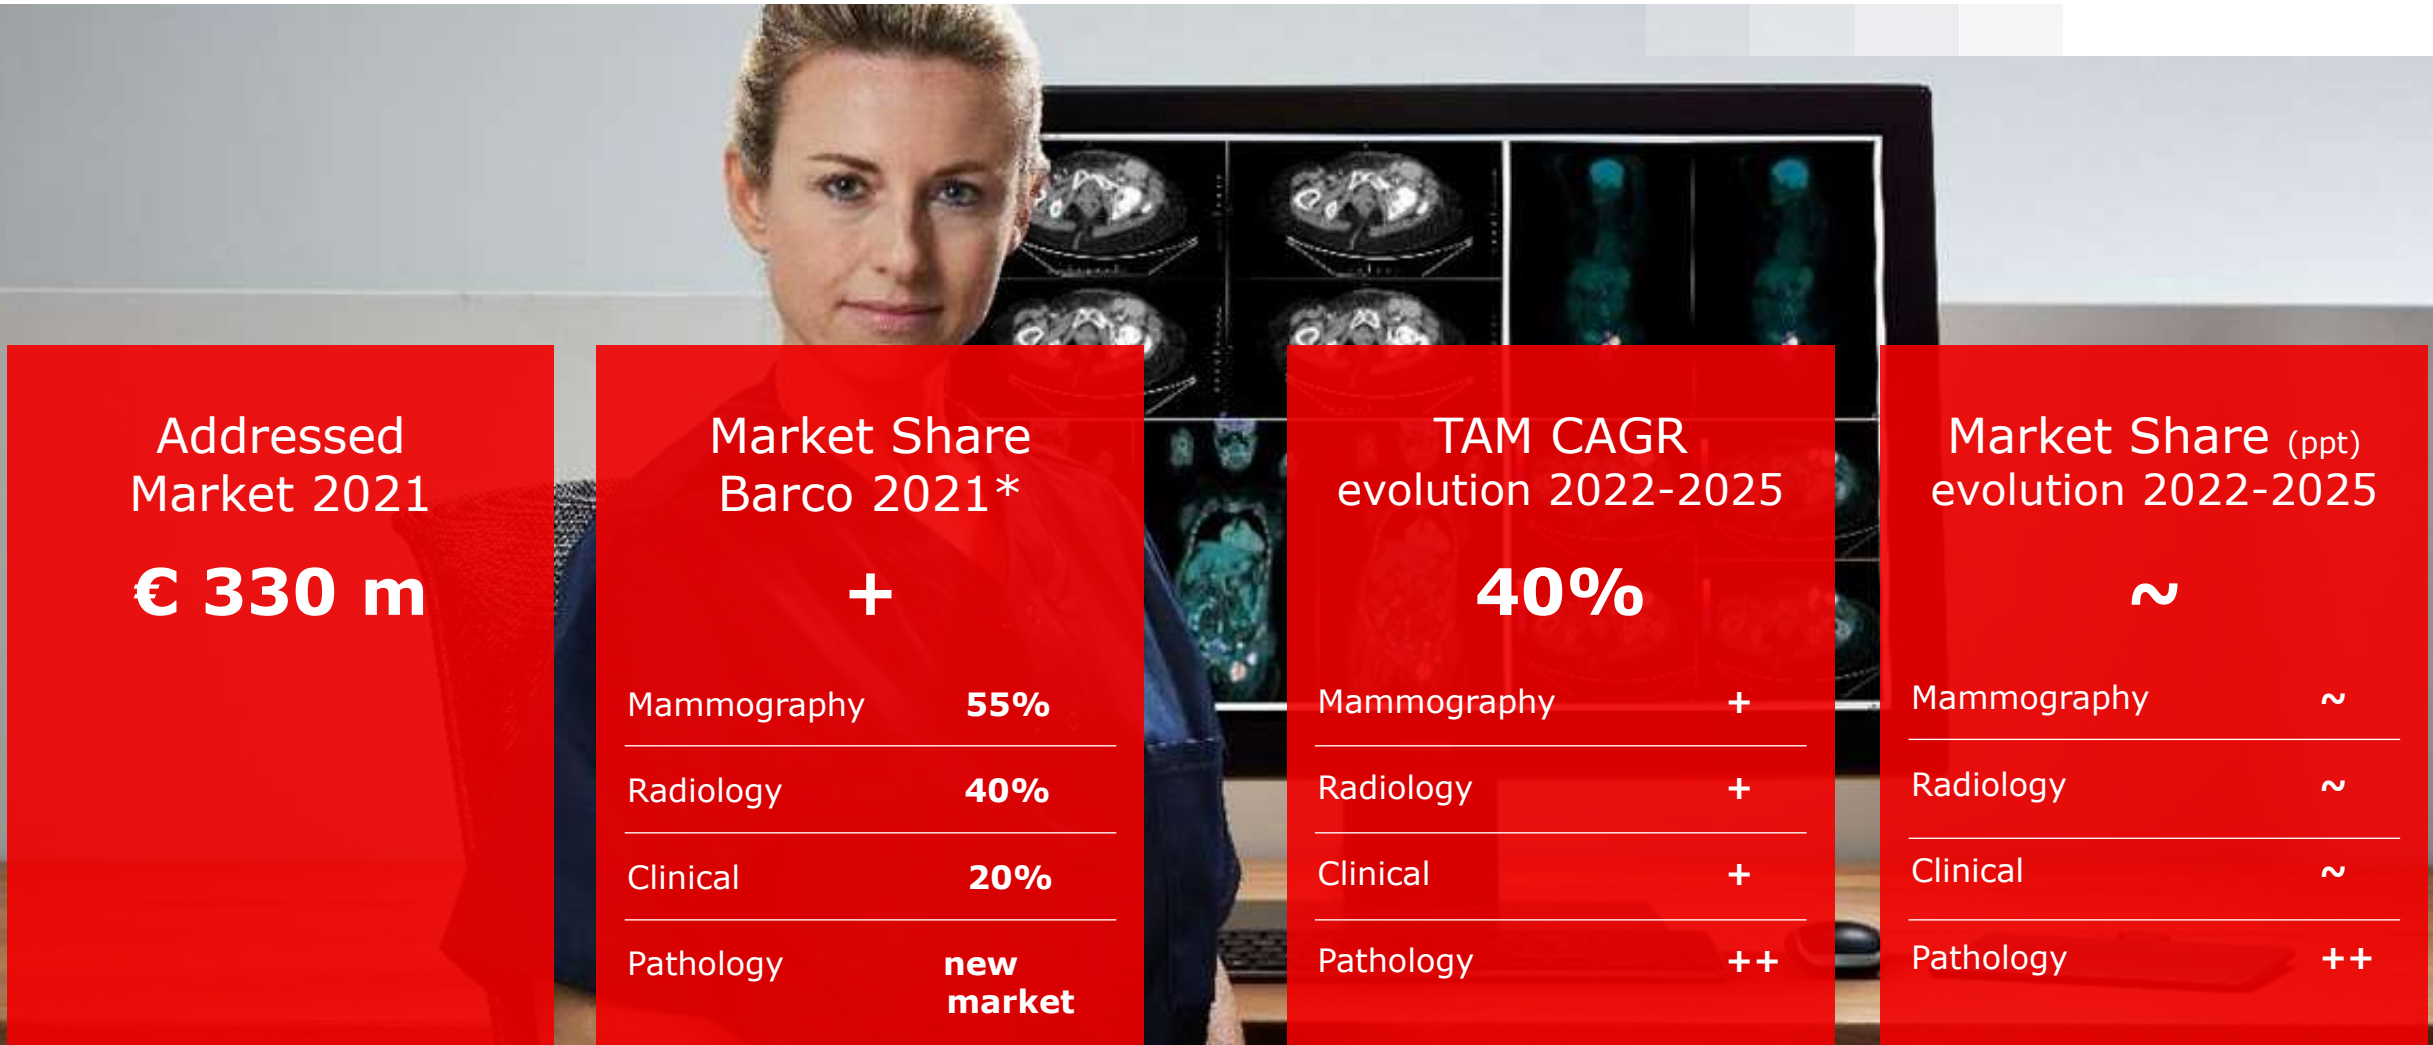 Addressed
Market 2021
€ 330 m
Market Share
Barco 2021*
+
Mammography 55%
Radiology 40%
Clinical 20%
Pathology new
market
TAM CAGR
evolution 2022-2025
40%
Mammography +
Radiology +
Clinical +
Pathology ++
Market Share (ppt)
evolution 2022-2025
~
Mammography ~
Radiology ~
Clinical ~
Pathology ++